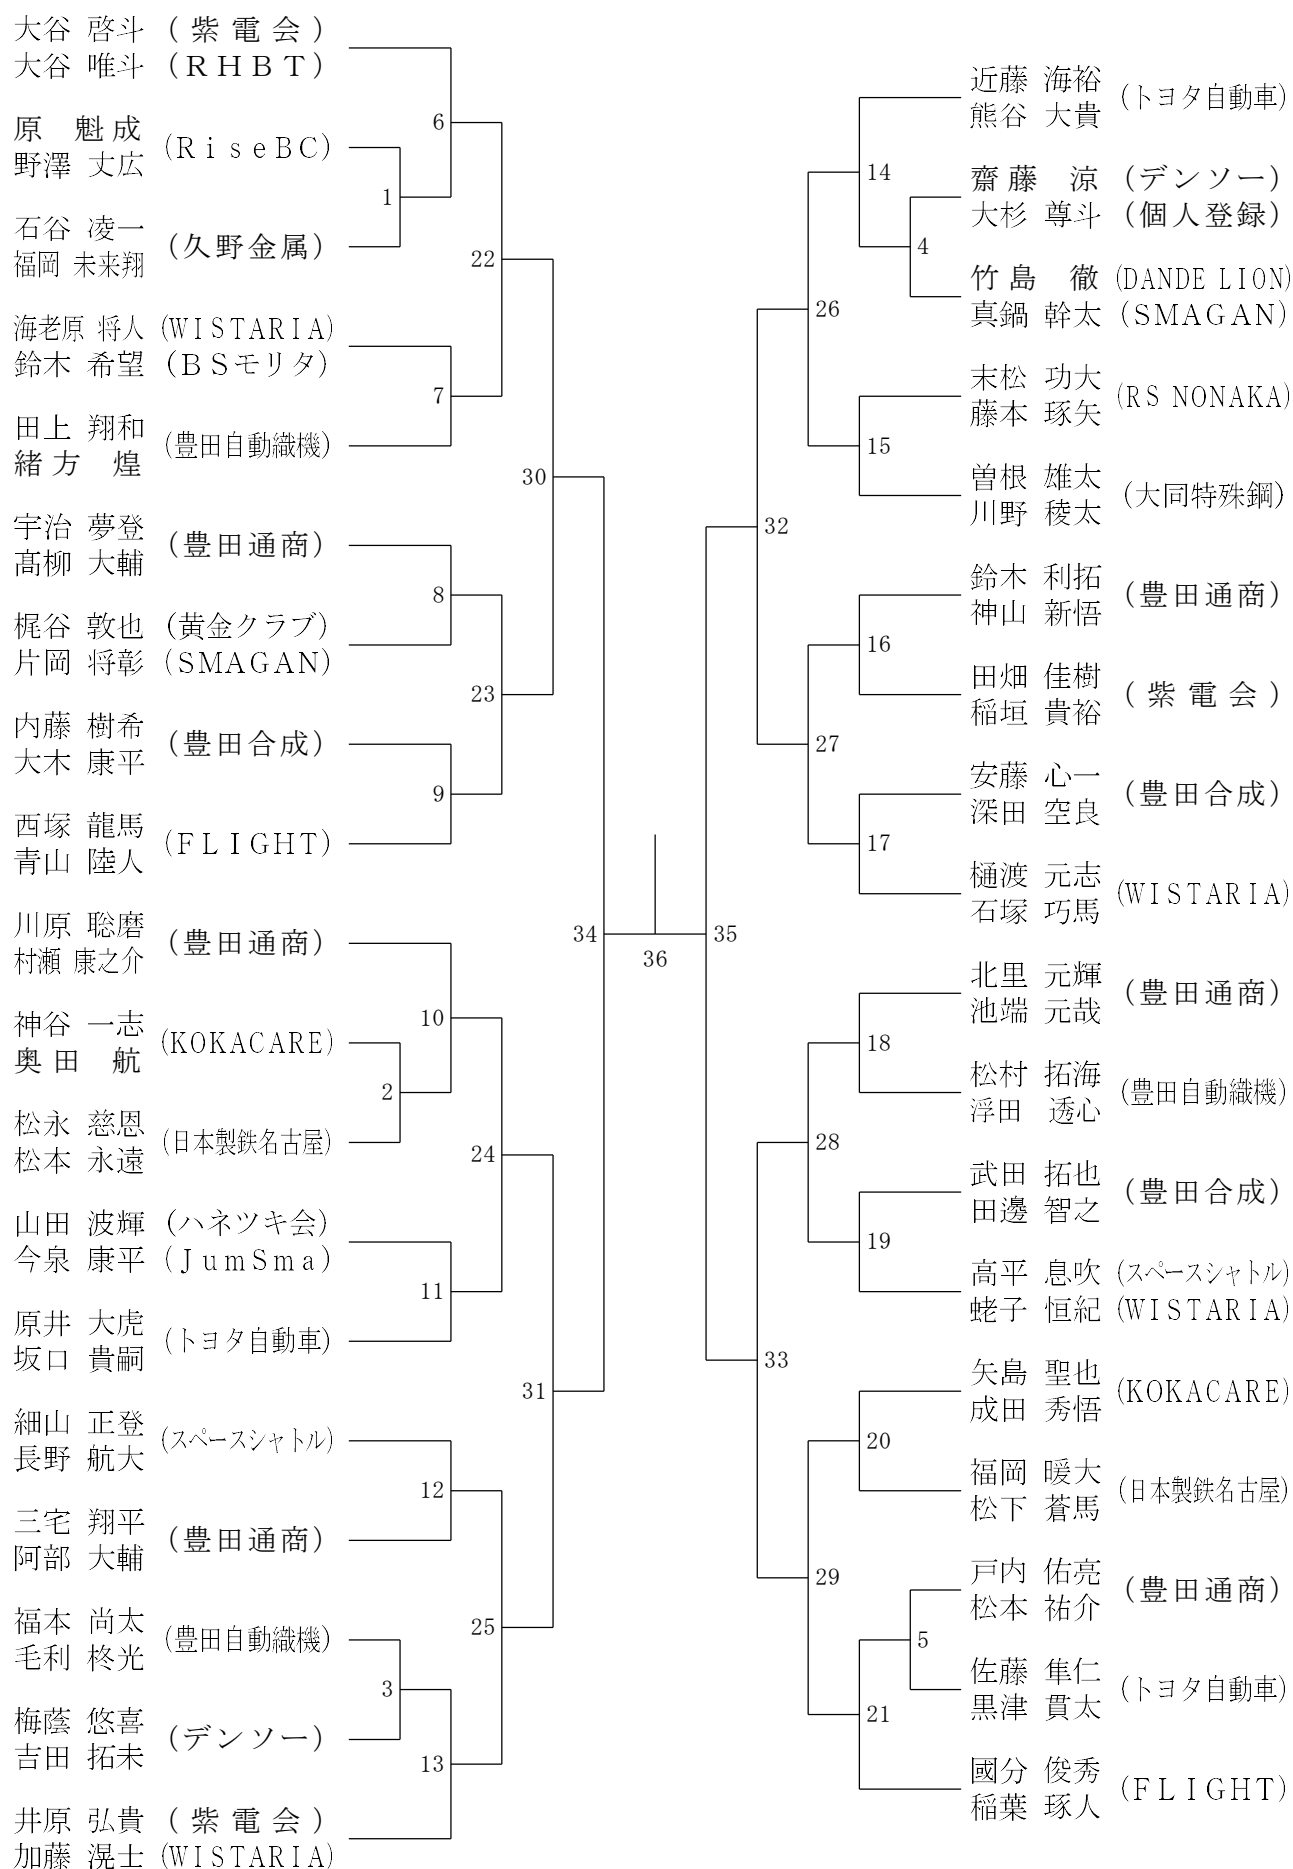 大谷 啓斗 (紫電会)
大谷 唯斗 (RHBT)
原 魁成 (RiseBC)
野澤 丈広
石谷 凌一 (久野金属)
福岡 未来翔
海老原 将人 (WISTARIA)
鈴木 希望 (BSモリタ)
田上 翔和 (豊田自動織機)
緒方 煌
宇治 夢登 (豊田通商)
髙柳 大輔
梶谷 敦也 (黄金クラブ)
片岡 将彰 (SMAGAN)
内藤 樹希 (豊田合成)
大木 康平
西塚 龍馬 (FLIGHT)
青山 陸人
川原 聡磨 (豊田通商)
村瀬 康之介
神谷 一志 (KOKACARE)
奥田 航
松永 慈恩 (日本製鉄名古屋)
松本 永遠
山田 波輝 (ハネツキ会)
今泉 康平 (JumSma)
原井 大虎 (トヨタ自動車)
坂口 貴嗣
細山 正登 (スペースシャトル)
長野 航大
三宅 翔平 (豊田通商)
阿部 大輔
福本 尚太 (豊田自動織機)
毛利 柊光
梅蔭 悠喜 (デンソー)
吉田 拓未
井原 弘貴 (紫電会)
加藤 滉士 (WISTARIA)
1
2
3
6
7
8
9
10
11
12
13
22
23
24
25
30
31
34
36
35
32
33
26
27
28
29
14
15
16
17
18
19
20
21
4
5
近藤 海裕 (トヨタ自動車)
熊谷 大貴
齋藤 涼 (デンソー)
大杉 尊斗 (個人登録)
竹島 徹 (DANDE LION)
真鍋 幹太 (SMAGAN)
末松 功大 (RS NONAKA)
藤本 琢矢
曽根 雄太 (大同特殊鋼)
川野 稜太
鈴木 利拓 (豊田通商)
神山 新悟
田畑 佳樹 (紫電会)
稲垣 貴裕
安藤 心一 (豊田合成)
深田 空良
樋渡 元志 (WISTARIA)
石塚 巧馬
北里 元輝 (豊田通商)
池端 元哉
松村 拓海 (豊田自動織機)
浮田 透心
武田 拓也 (豊田合成)
田邊 智之
高平 息吹 (スペースシャトル)
蛯子 恒紀 (WISTARIA)
矢島 聖也 (KOKACARE)
成田 秀悟
福岡 暖大 (日本製鉄名古屋)
松下 蒼馬
戸内 佑亮 (豊田通商)
松本 祐介
佐藤 隼仁 (トヨタ自動車)
黒津 貫太
國分 俊秀 (FLIGHT)
稲葉 琢人